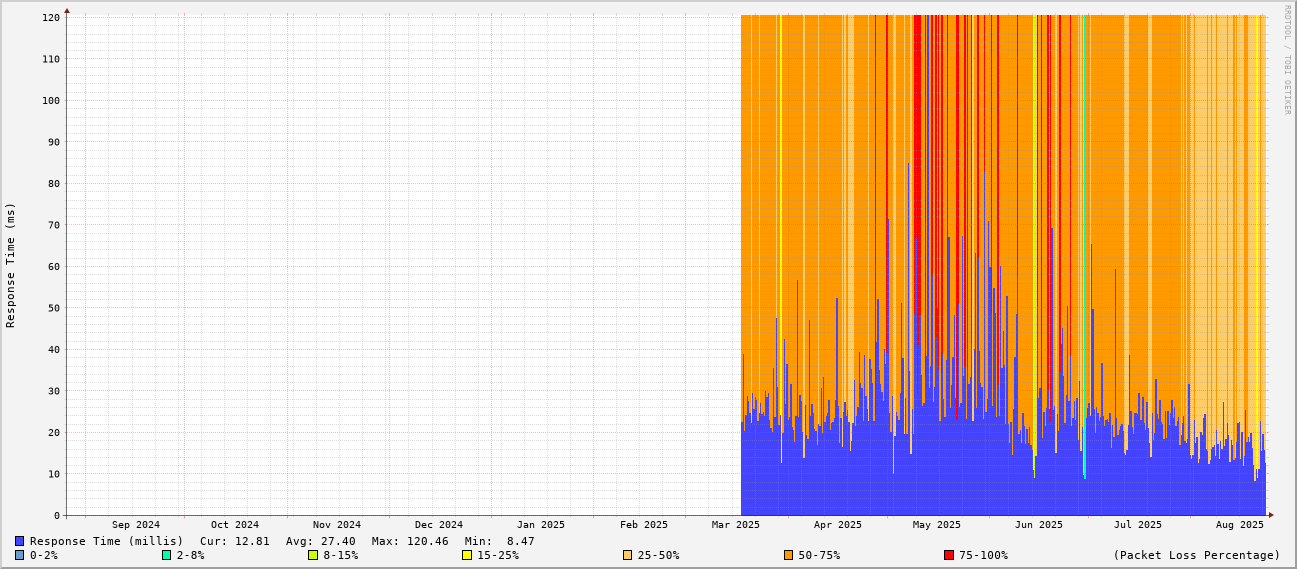 RRDTOOL / TOBI OETIKER
Response Time (ms)
120
110
100
90
80
70
60
50
40
30
20
10
0
Sep 2024 Oct 2024 Nov 2024 Dec 2024 Jan 2025 Feb 2025 Mar 2025 Apr 2025 May 2025 Jun 2025 Jul 2025 Aug 2025
Response Time (millis) Cur: 12.81 Avg: 27.40 Max: 120.46 Min: 8.47
0-2% 2-8% 8-15% 15-25% 25-50% 50-75% 75-100% (Packet Loss Percentage)